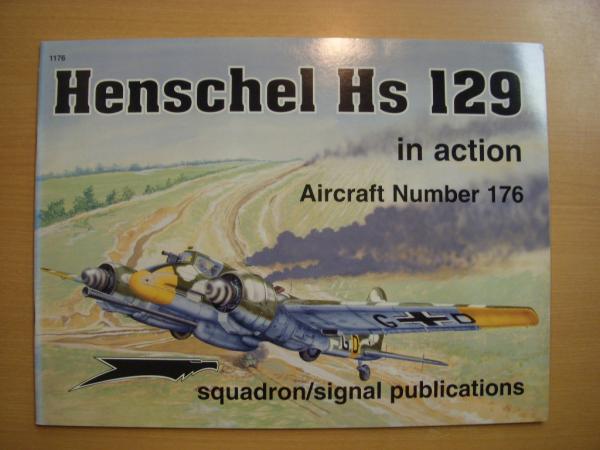 1176
Henschel Hs 129
in action
Aircraft Number 176
G D
squadron/signal publications